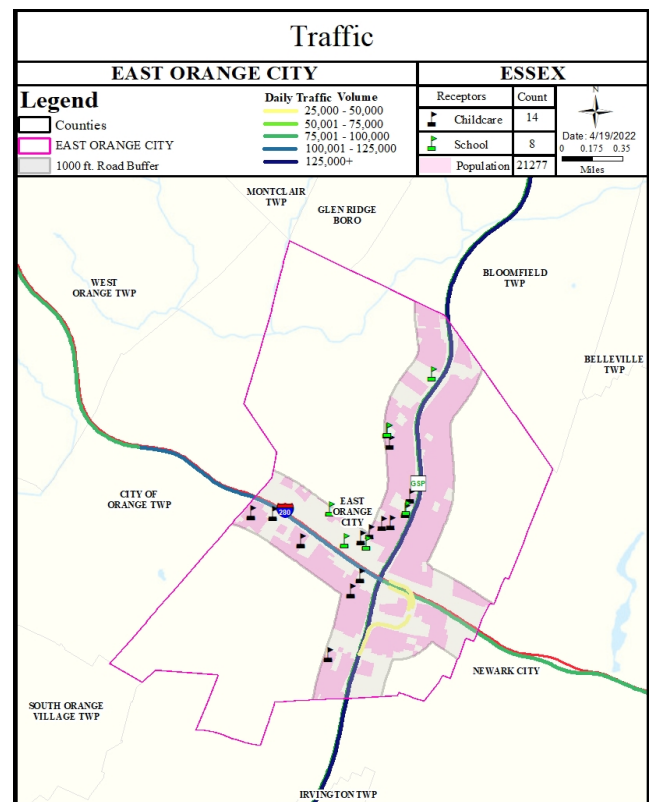 Traffic
EAST ORANGE CITY
ESSEX
Legend
Counties
EAST ORANGE CITY
1000 ft. Road Buffer
Daily Traffic Volume
25,000 - 50,000
50,001 - 75,000
75,001 - 100,000
100,001 - 125,000
125,000+
Receptors Count
Childcare 14
School 8
Population 21277
N
Date: 4/19/2022
0 0.175 0.35
Miles
MONTCLAIR
TWP
GLEN RIDGE
BORO
WEST
ORANGE TWP
BLOOMFIELD
TWP
BELLEVILLE
TWP
CITY OF
ORANGE TWP
GSP
280
EAST
ORANGE
CITY
NEWARK CITY
SOUTH ORANGE
VILLAGE TWP
IRVINGTON TWP